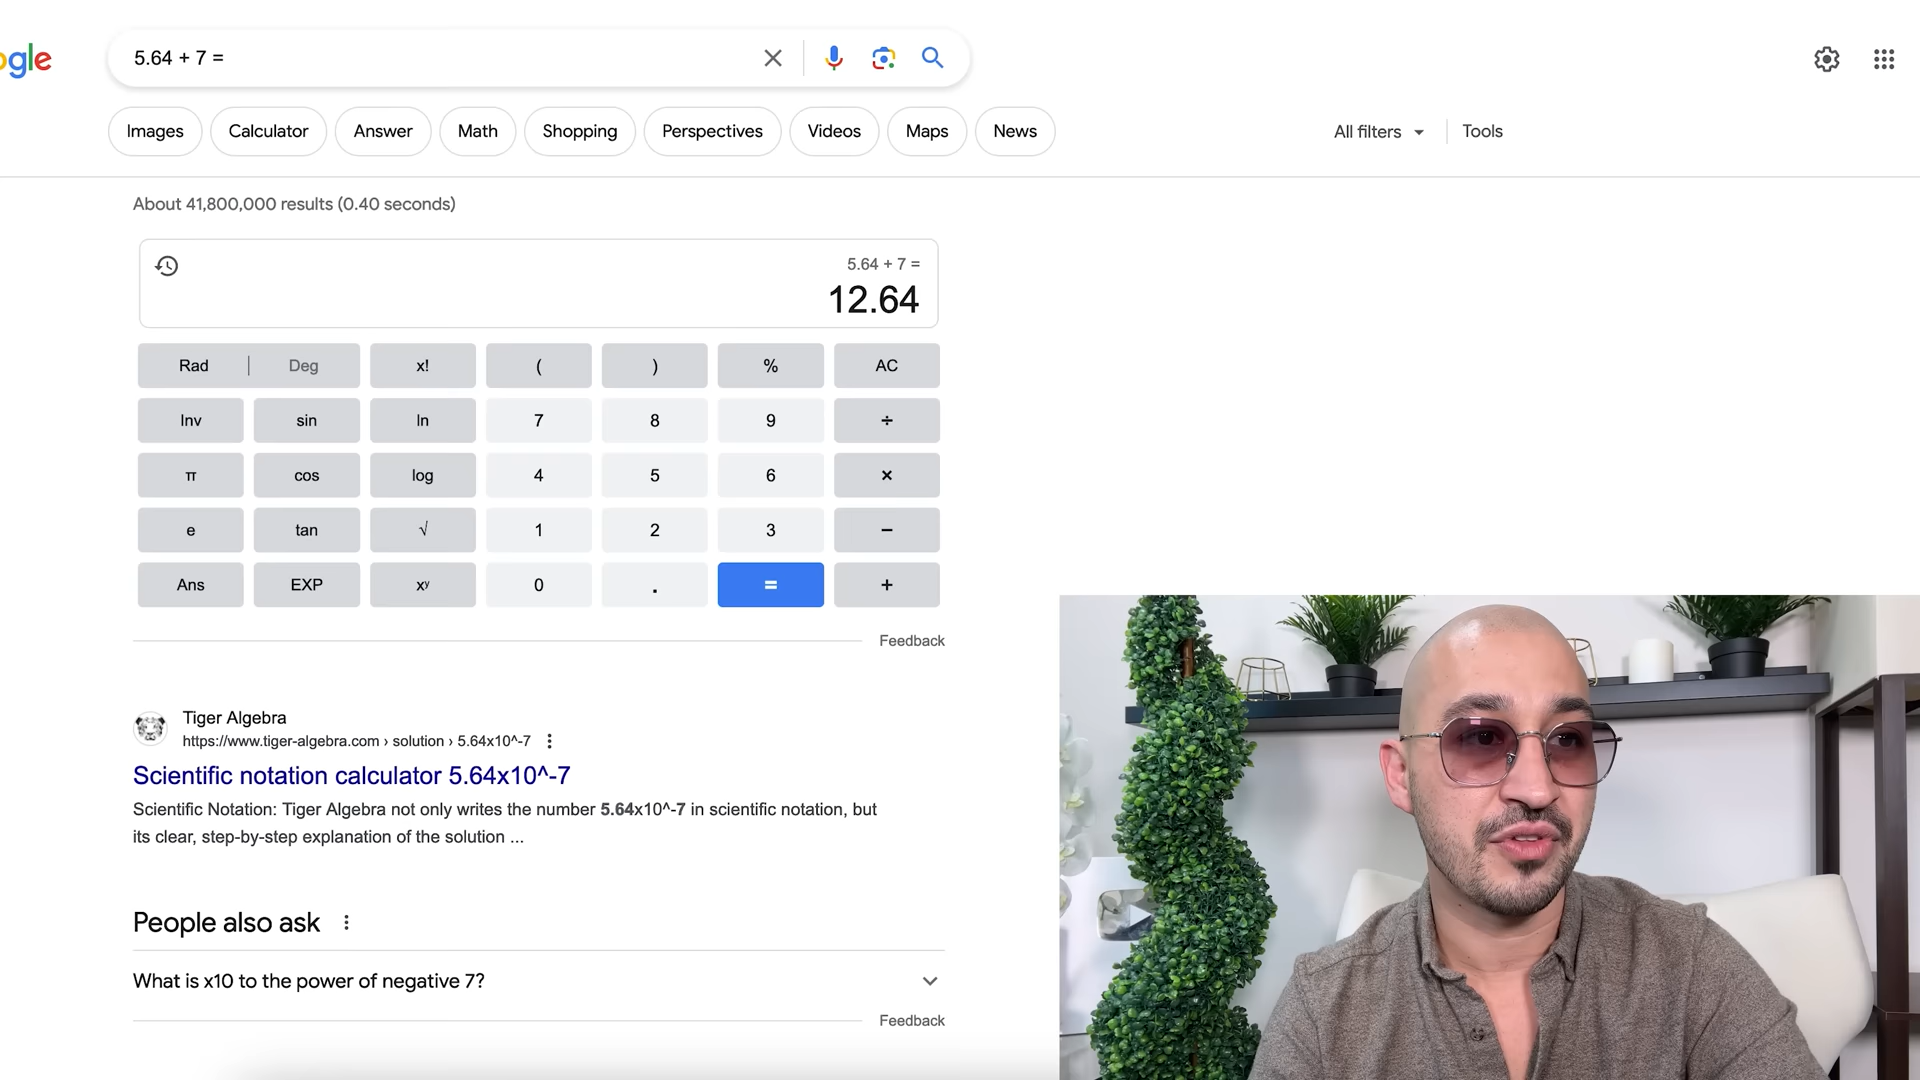 ogle
5.64 + 7 =
Images
Calculator
Answer
Math
Shopping
Perspectives
Videos
Maps
News
All filters
Tools
About 41,800,000 results (0.40 seconds)
5.64 + 7 =
12.64
Rad | Deg x! ( ) % AC
Inv sin ln 7 8 9 ÷
π cos log 4 5 6 ×
e tan √ 1 2 3 −
Ans EXP xʸ 0 . = +
Feedback
Tiger Algebra
https://www.tiger-algebra.com › solution › 5.64x10^-7
Scientific notation calculator 5.64x10^-7
Scientific Notation: Tiger Algebra not only writes the number 5.64x10^-7 in scientific notation, but
its clear, step-by-step explanation of the solution ...
People also ask
What is x10 to the power of negative 7?
Feedback